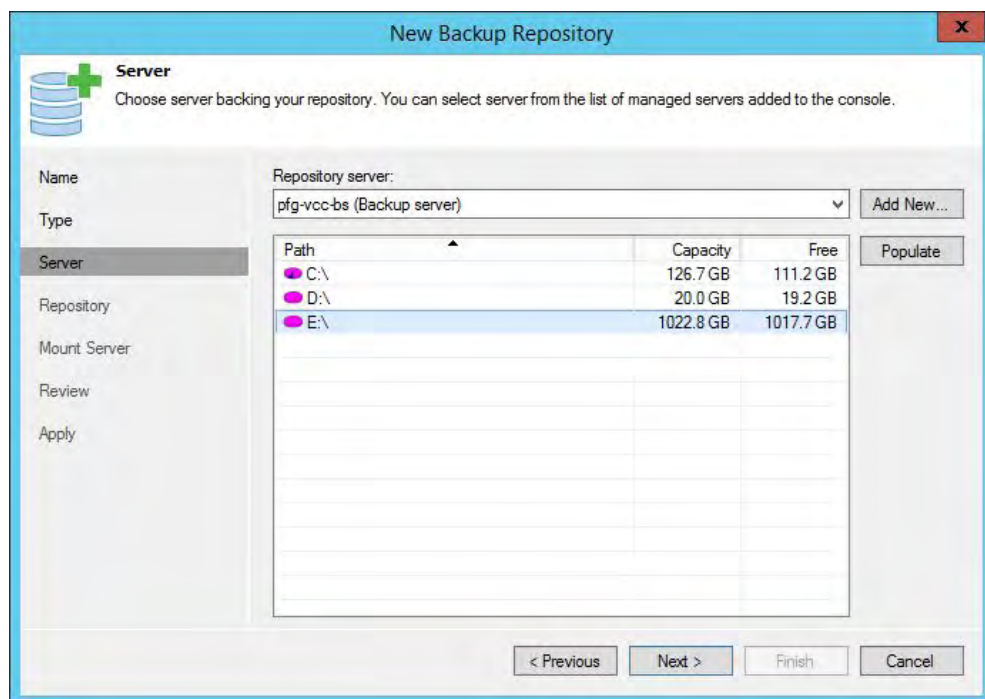 New Backup Repository
x
Server
Choose server backing your repository. You can select server from the list of managed servers added to the console.
Name
Type
Server
Repository
Mount Server
Review
Apply
Repository server:
pfg-vcc-bs (Backup server)
Add New...
Populate
Path Capacity Free
C:\ 126.7 GB 111.2 GB
D:\ 20.0 GB 19.2 GB
E:\ 1022.8 GB 1017.7 GB
< Previous Next > Finish Cancel